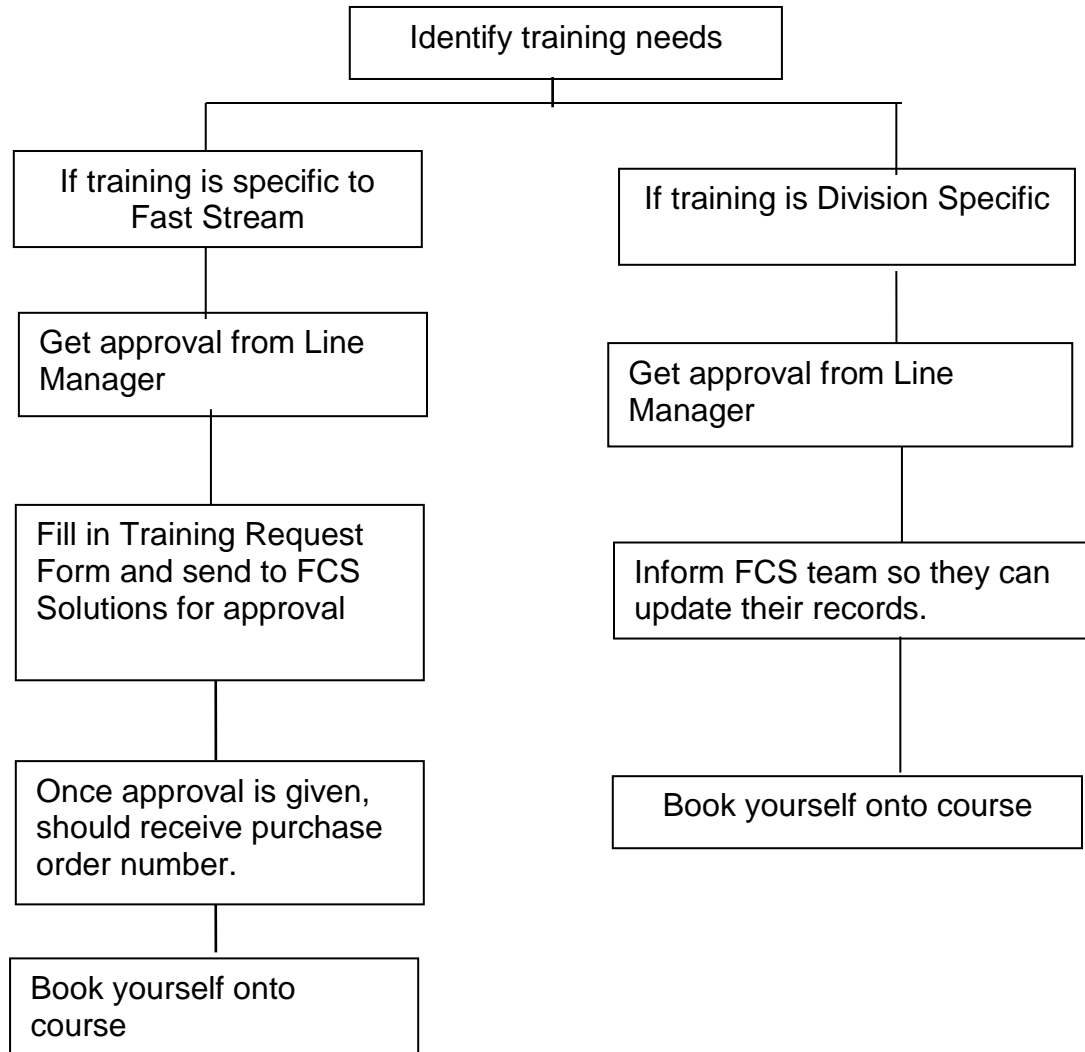 Identify training needs
If training is specific to
Fast Stream
Get approval from Line
Manager
Fill in Training Request
Form and send to FCS
Solutions for approval
Once approval is given,
should receive purchase
order number.
Book yourself onto
course
If training is Division Specific
Get approval from Line
Manager
Inform FCS team so they can
update their records.
Book yourself onto course